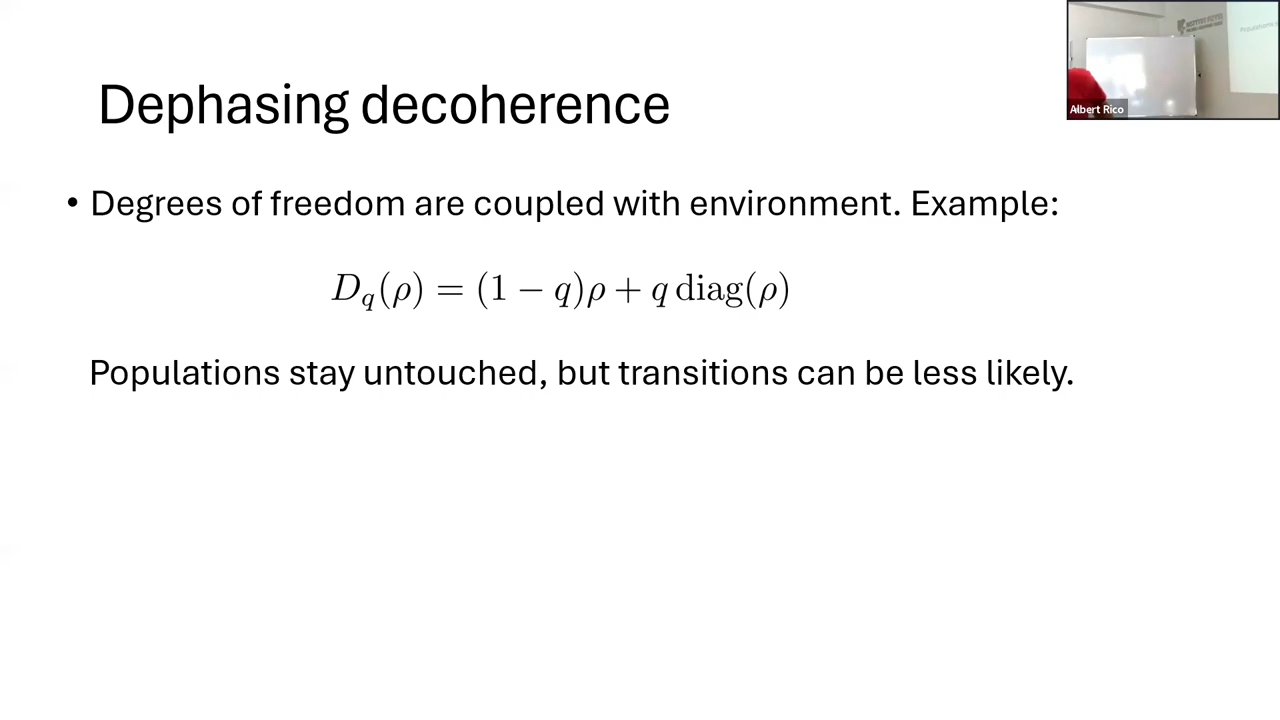 Dephasing decoherence
Albert Rico
• Degrees of freedom are coupled with environment. Example:
D_q(ρ) = (1 − q)ρ + q diag(ρ)
Populations stay untouched, but transitions can be less likely.